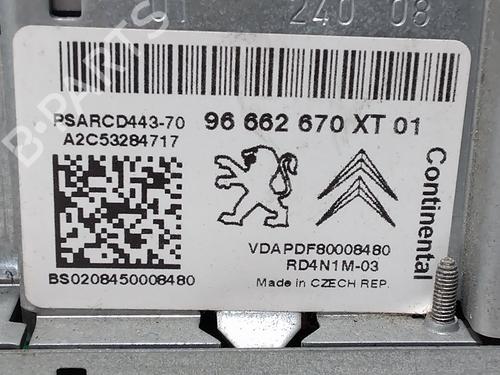 240 08
PSARCD443-70
A2C53284717
96 662 670 XT 01
Continental
VDAPDF80008480
RD4N1M-03
Made in CZECH REP.
BS0208450008480
B-PARTS